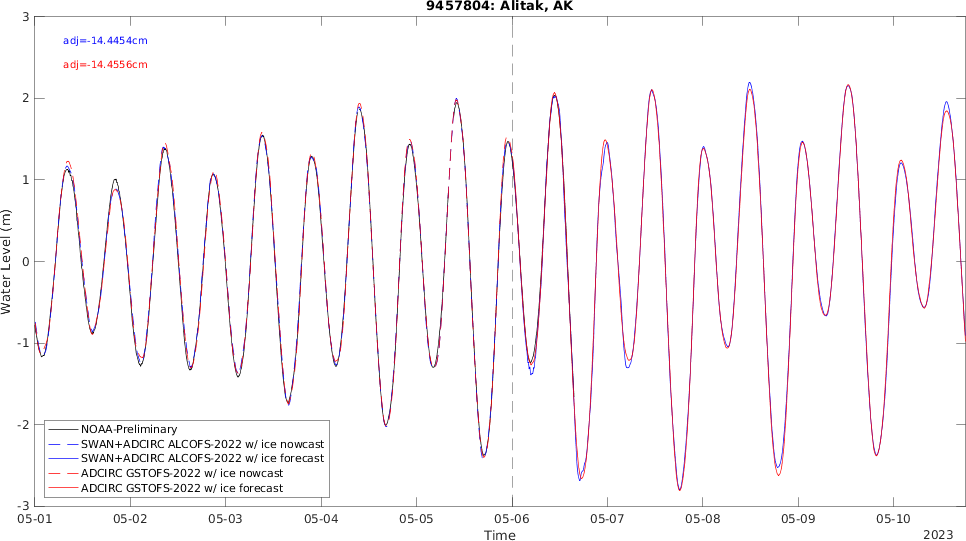 9457804: Alitak, AK
adj=-14.4454cm
adj=-14.4556cm
3
2
1
0
-1
-2
-3
Water Level (m)
NOAA-Preliminary
SWAN+ADCIRC ALCOFS-2022 w/ ice nowcast
SWAN+ADCIRC ALCOFS-2022 w/ ice forecast
ADCIRC GSTOFS-2022 w/ ice nowcast
ADCIRC GSTOFS-2022 w/ ice forecast
05-01 05-02 05-03 05-04 05-05 05-06 05-07 05-08 05-09 05-10
Time
2023